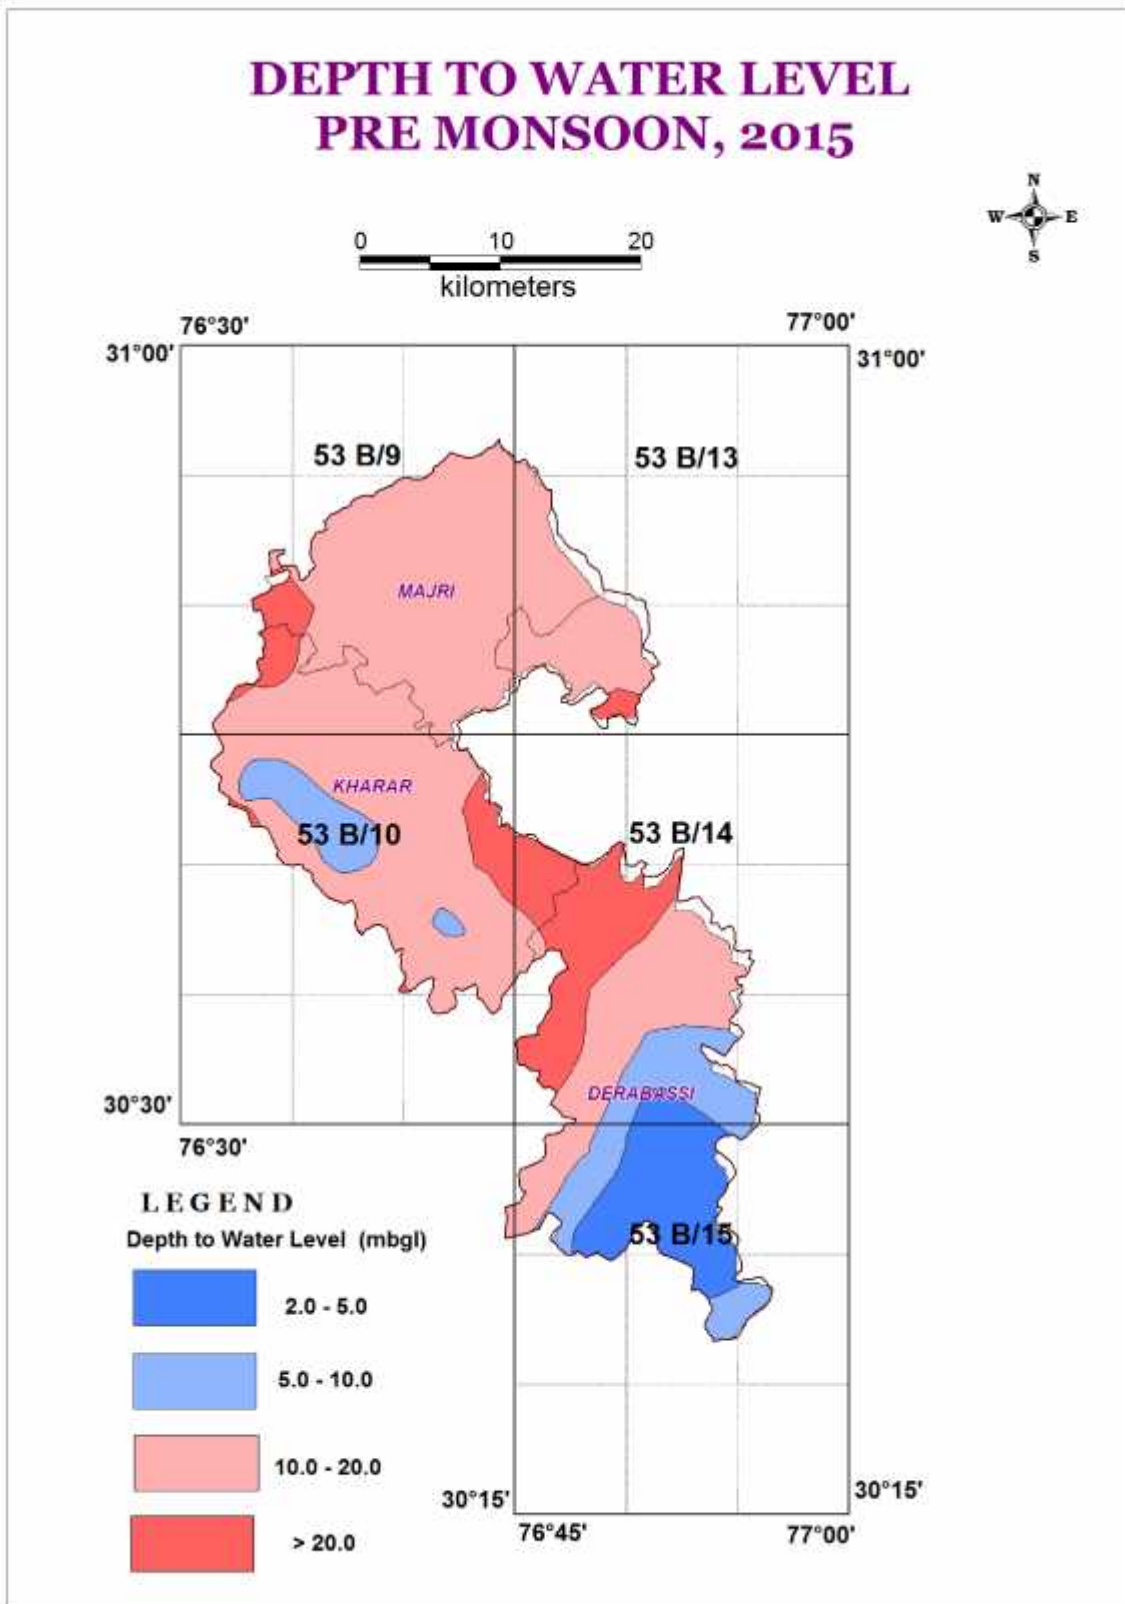 DEPTH TO WATER LEVEL
PRE MONSOON, 2015
N
W E
S
0 10 20
kilometers
76°30' 77°00'
31°00' 31°00'
53 B/9 53 B/13
MAJRI
KHARAR
53 B/10 53 B/14
DERABASSI
30°30'
76°30'
LEGEND
Depth to Water Level (mbgl)
53 B/15
2.0 - 5.0
5.0 - 10.0
10.0 - 20.0
> 20.0
30°15' 30°15'
76°45' 77°00'